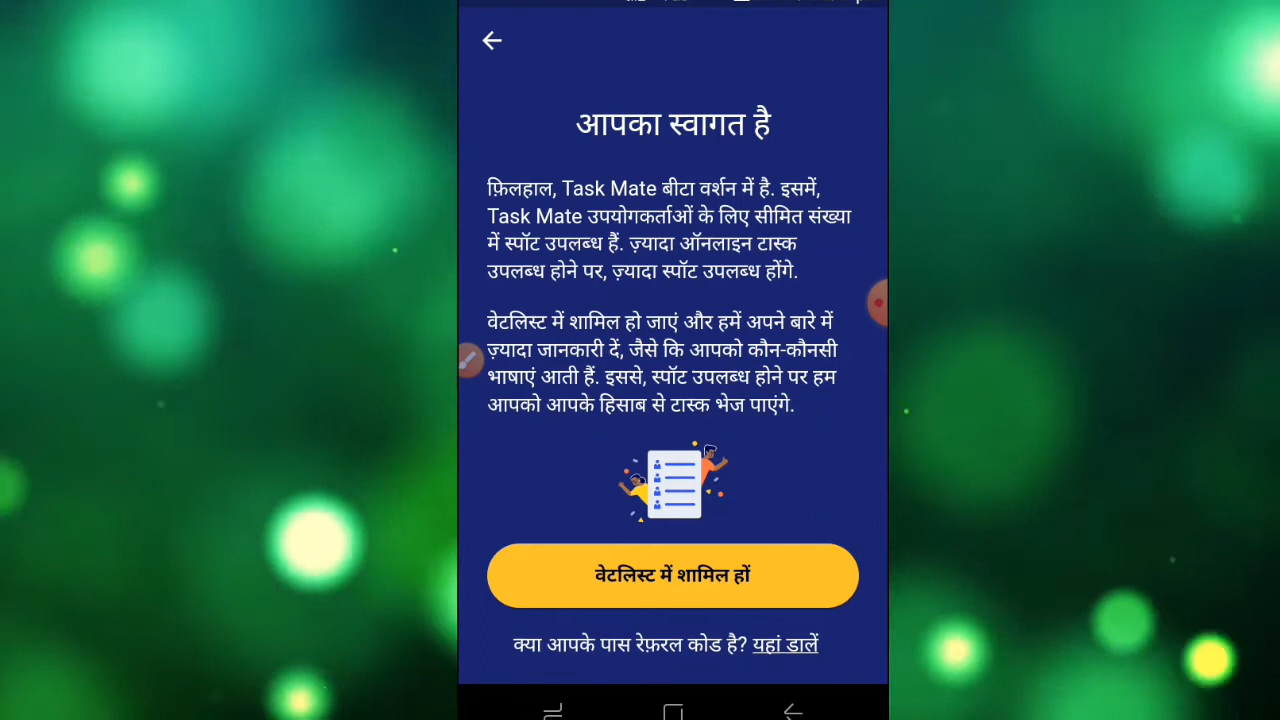 आपका स्वागत है
फ़िलहाल, Task Mate बीटा वर्शन में है. इसमें,
Task Mate उपयोगकर्ताओं के लिए सीमित संख्या
में स्पॉट उपलब्ध हैं. ज़्यादा ऑनलाइन टास्क
उपलब्ध होने पर, ज़्यादा स्पॉट उपलब्ध होंगे.
वेटलिस्ट में शामिल हो जाएं और हमें अपने बारे में
ज़्यादा जानकारी दें, जैसे कि आपको कौन-कौनसी
भाषाएं आती हैं. इससे, स्पॉट उपलब्ध होने पर हम
आपको आपके हिसाब से टास्क भेज पाएंगे.
वेटलिस्ट में शामिल हों
क्या आपके पास रेफ़रल कोड है? यहां डालें